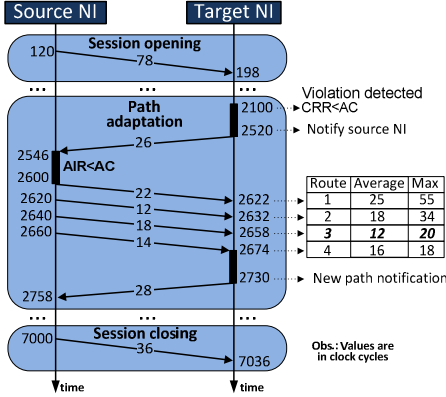 Source NI Target NI
Session opening
120 78 198
... ...
Path adaptation
Violation detected
2100 CRR<AC
2520 Notify source NI
26
2546
AIR<AC
2600
22
2620 2622
12
2640 2632
18
2660 2658
14
2674
Route Average Max
1 25 55
2 18 34
3 12 20
4 16 18
2730 New path notification
28
2758
... ...
Session closing
7000
36
7036
Obs.: Values are
in clock cycles
time time